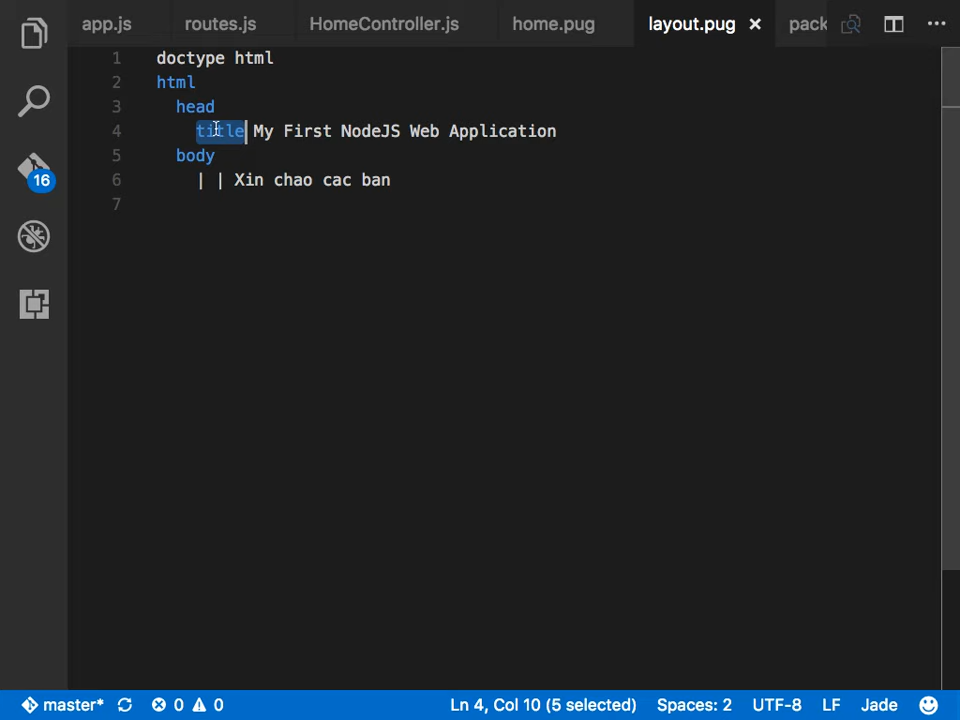 app.js routes.js HomeController.js home.pug layout.pug pack
1 doctype html
2 html
3 head
4 title My First NodeJS Web Application
5 body
6 | | Xin chao cac ban
7
16
master* 0 0 Ln 4, Col 10 (5 selected) Spaces: 2 UTF-8 LF Jade